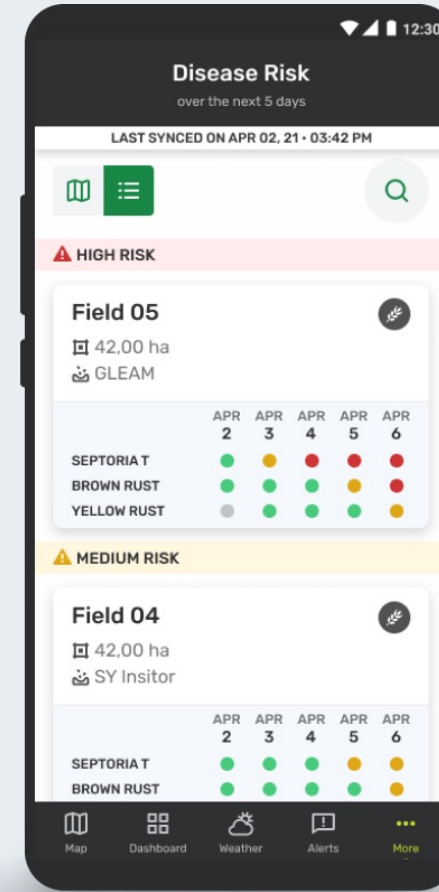 12:30
Disease Risk
over the next 5 days
LAST SYNCED ON APR 02, 21 • 03:42 PM
HIGH RISK
Field 05
42,00 ha
GLEAM
APR APR APR APR APR
2 3 4 5 6
SEPTORIA T
BROWN RUST
YELLOW RUST
MEDIUM RISK
Field 04
42,00 ha
SY Insitor
APR APR APR APR APR
2 3 4 5 6
SEPTORIA T
BROWN RUST
Map Dashboard Weather Alerts More